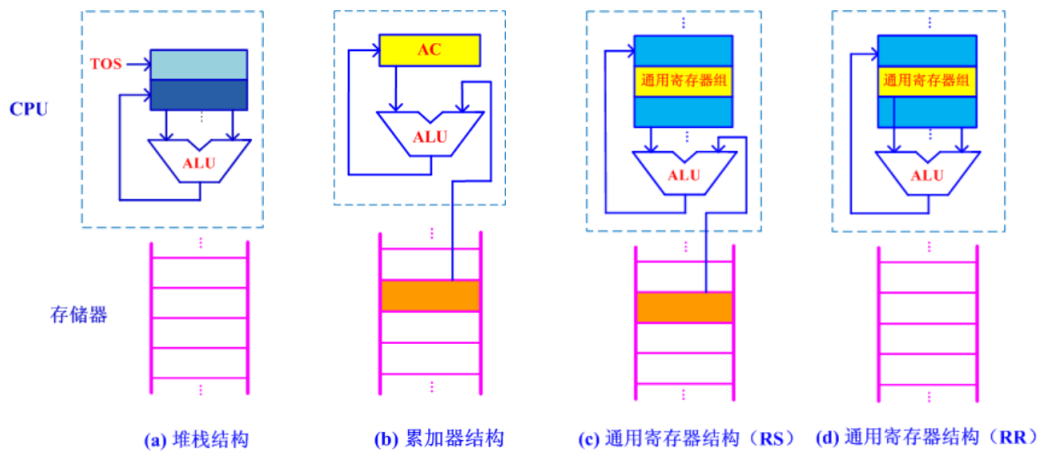 TOS
CPU
ALU
AC
ALU
通用寄存器组
ALU
通用寄存器组
ALU
存储器
(a) 堆栈结构
(b) 累加器结构
(c) 通用寄存器结构（RS）
(d) 通用寄存器结构（RR）